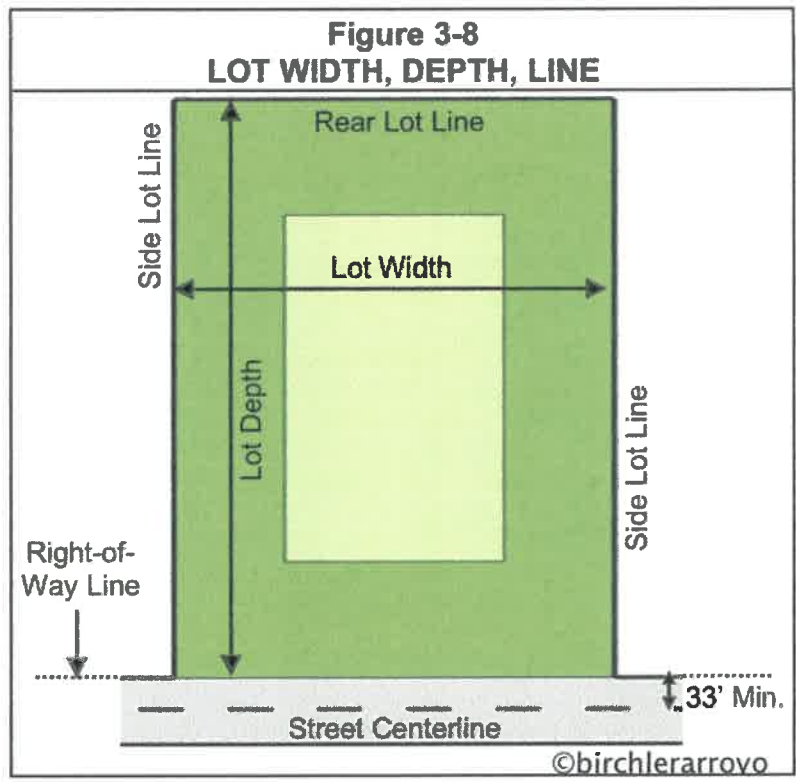 Figure 3-8
LOT WIDTH, DEPTH, LINE
Rear Lot Line
Side Lot Line
Lot Width
Lot Depth
Side Lot Line
Right-of-
Way Line
33' Min.
Street Centerline
©birchlerarroyo